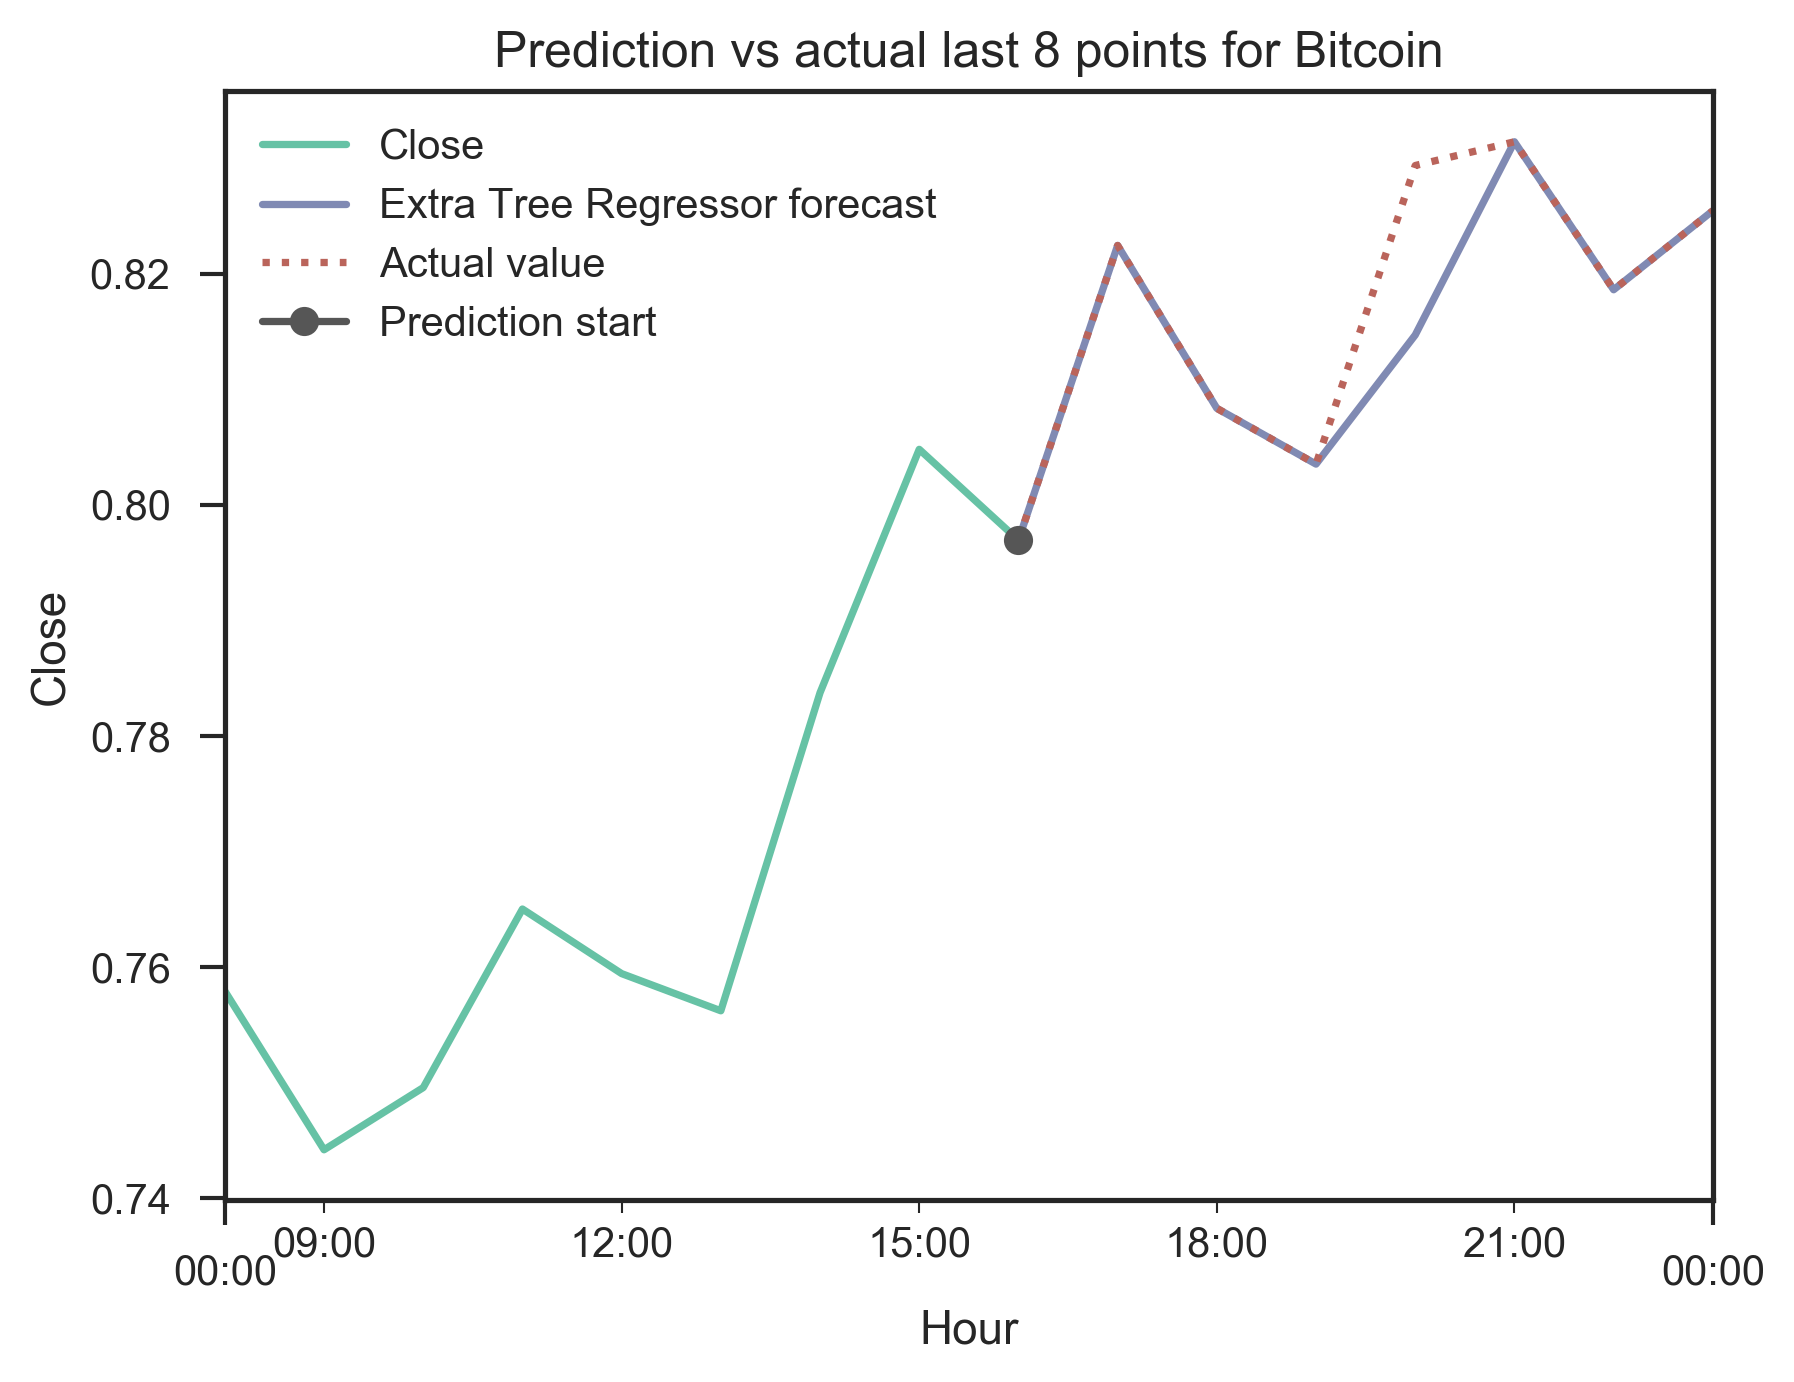 Prediction vs actual last 8 points for Bitcoin
Close
Extra Tree Regressor forecast
Actual value
Prediction start
0.82
0.80
0.78
0.76
0.74
Close
09:00
12:00
15:00
18:00
21:00
00:00
00:00
Hour